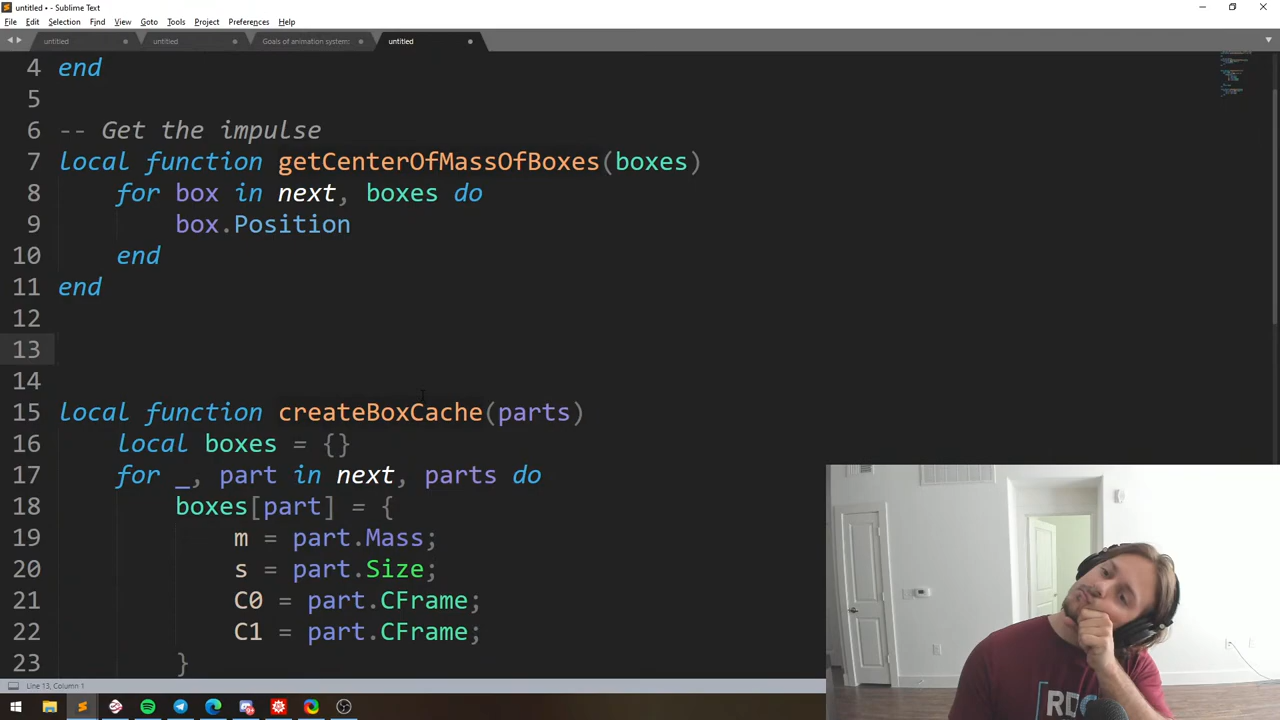 untitled • - Sublime Text
File Edit Selection Find View Goto Tools Project Preferences Help
untitled untitled Goals of animation system: untitled
4 end
5
6 -- Get the impulse
7 local function getCenterOfMassOfBoxes(boxes)
8 for box in next, boxes do
9 box.Position
10 end
11 end
12
13
14
15 local function createBoxCache(parts)
16 local boxes = {}
17 for _, part in next, parts do
18 boxes[part] = {
19 m = part.Mass;
20 s = part.Size;
21 C0 = part.CFrame;
22 C1 = part.CFrame;
23 }
Line 13, Column 1